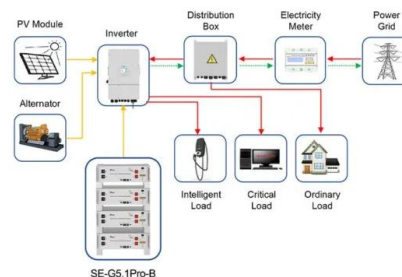 PV Module
Inverter
Distribution
Box
Electricity
Meter
Power
Grid
Alternator
Intelligent
Load
Critical
Load
Ordinary
Load
SE-G5.1Pro-B